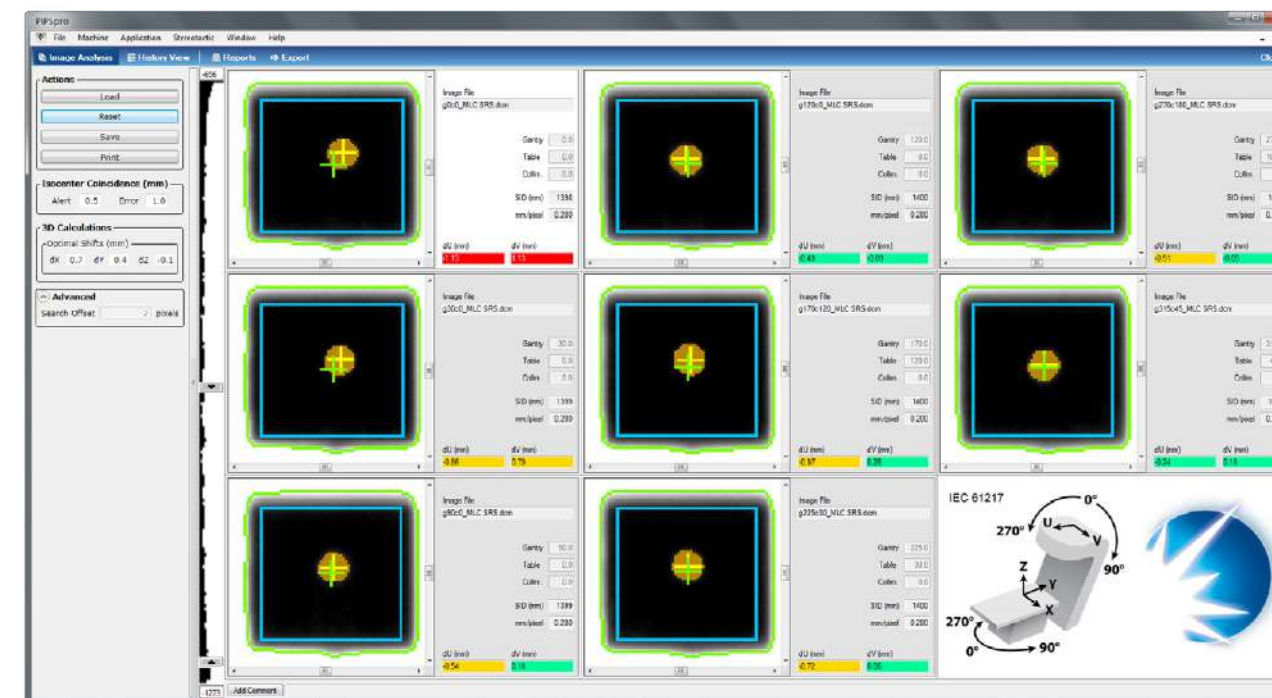 PIPSpro
File Machine Application Stereotactic Window Help
Image Analysis History View Reports Export
Actions
Load
Reset
Save
Print
Isocenter Coincidence (mm)
Alert 0.5 Error 1.0
3D Calculations
Optimal Shifts (mm)
dX 0.7 dY 0.4 dZ -0.1
Advanced
Search Offset 2 pixels
-656
-1273
Image File
g0c0_MLC SRS.dcm
Gantry 0.0
Table 0.0
Collim. 0.0
SID (mm) 1398
mm/pixel 0.280
dU (mm) dV (mm)
-1.13 1.13
Image File
g120c0_MLC SRS.dcm
Gantry 120.0
Table 0.0
Collim. 0.0
SID (mm) 1400
mm/pixel 0.280
dU (mm) dV (mm)
-0.49 -0.09
Image File
g270c180_MLC SRS.dcm
Gantry
Table
Collim.
SID (mm)
mm/pixel
dU (mm) dV (mm)
-0.51 -0.05
Image File
g30c0_MLC SRS.dcm
Gantry 30.0
Table 0.0
Collim. 0.0
SID (mm) 1399
mm/pixel 0.280
dU (mm) dV (mm)
-0.86 0.79
Image File
g170c120_MLC SRS.dcm
Gantry 170.0
Table 120.0
Collim. 0.0
SID (mm) 1400
mm/pixel 0.280
dU (mm) dV (mm)
Image File
g315c45_MLC SRS.dcm
Gantry
Table
Collim.
SID (mm)
mm/pixel
dU (mm) dV (mm)
Image File
g90c0_MLC SRS.dcm
Gantry 90.0
Table 0.0
Collim. 0.0
SID (mm) 1399
mm/pixel 0.280
dU (mm) dV (mm)
-0.54 0.16
Image File
g225c30_MLC SRS.dcm
Gantry 225.0
Table 30.0
Collim. 0.0
SID (mm) 1400
mm/pixel 0.280
dU (mm) dV (mm)
-0.72
IEC 61217
0°
270° U V
90°
Z
Y
X
270°
0° 90°
Add Comment